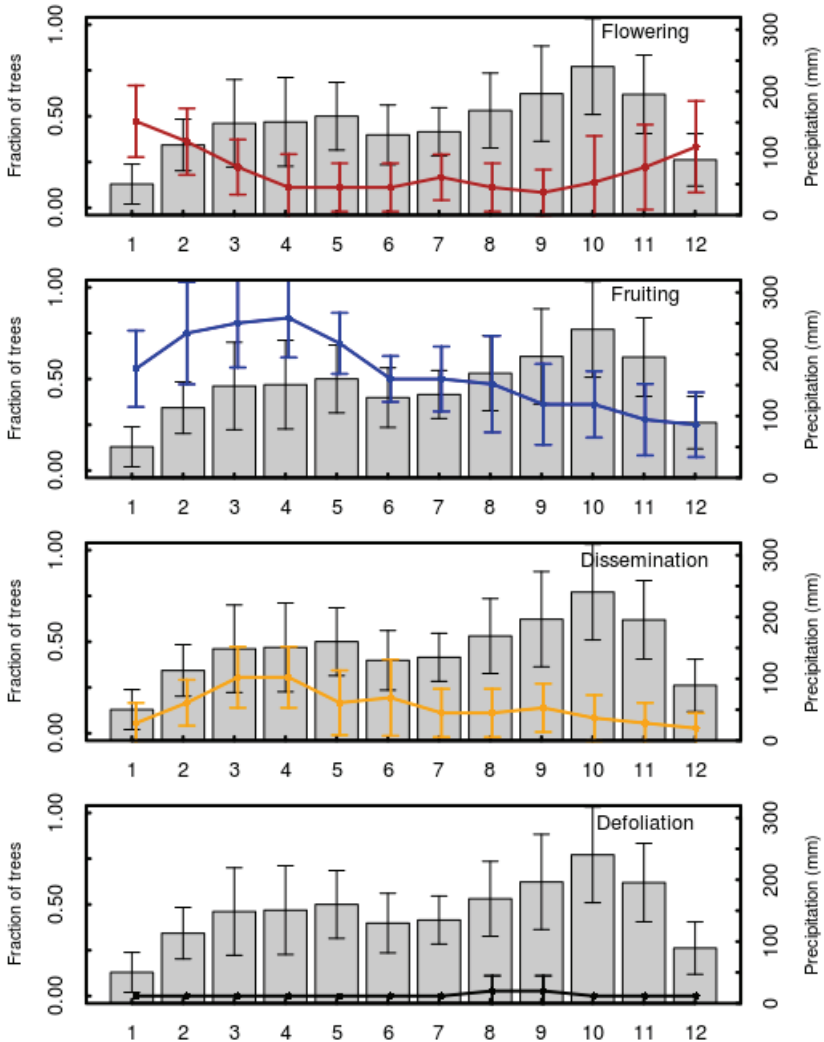 Flowering
Fraction of trees
0.00 0.50 1.00
Precipitation (mm)
0 100 200 300
1 2 3 4 5 6 7 8 9 10 11 12
Fruiting
Fraction of trees
0.00 0.50 1.00
Precipitation (mm)
0 100 200 300
1 2 3 4 5 6 7 8 9 10 11 12
Dissemination
Fraction of trees
0.00 0.50 1.00
Precipitation (mm)
0 100 200 300
1 2 3 4 5 6 7 8 9 10 11 12
Defoliation
Fraction of trees
0.00 0.50 1.00
Precipitation (mm)
0 100 200 300
1 2 3 4 5 6 7 8 9 10 11 12